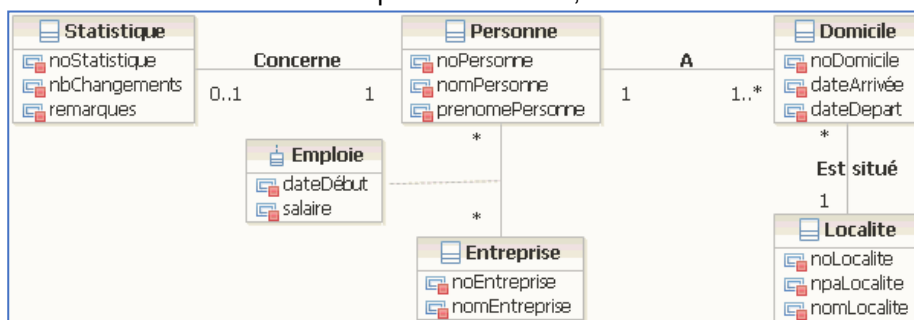 Statistique
noStatistique
nbChangements
remarques
Concerne
0..1
1
Personne
noPersonne
nomPersonne
prenomePersonne
A
1
1..*
Domicile
noDomicile
dateArrivée
dateDepart
*
*
Emploie
dateDébut
salaire
Est situé
*
1
Entreprise
noEntreprise
nomEntreprise
Localite
noLocalite
npaLocalite
nomLocalite